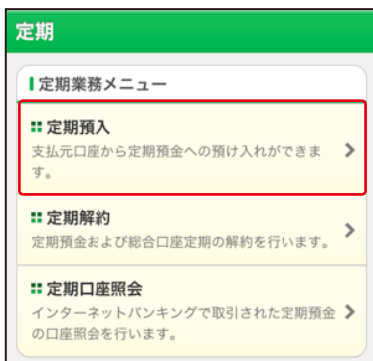 定期
定期業務メニュー
定期預入
支払元口座から定期預金への預け入れができま
す。
定期解約
定期預金および総合口座定期の解約を行います。
定期口座照会
インターネットバンキングで取引された定期預金
の口座照会を行います。